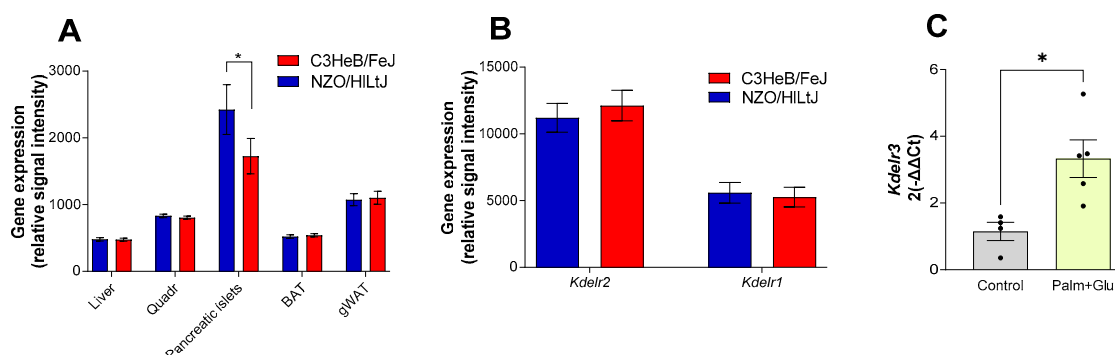 A
C3HeB/FeJ
NZO/HlLtJ
*
Gene expression
(relative signal intensity)
3000
2000
1000
0
Liver
Quadr
Pancreatic islets
BAT
gWAT
B
C3HeB/FeJ
NZO/HlLtJ
Gene expression
(relative signal intensity)
15000
10000
5000
0
Kdelr2
Kdelr1
C
*
Kdelr3
2(-ΔΔCt)
6
4
2
0
Control
Palm+Glu